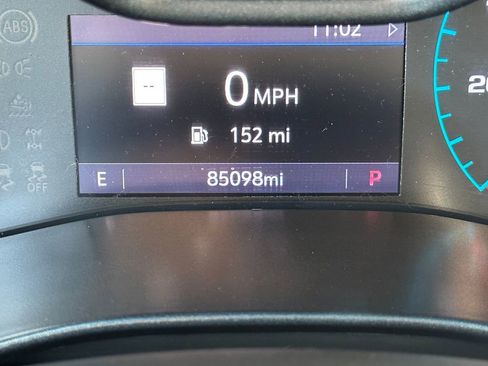 11:02
ABS
--
0 MPH
152 mi
E 85098mi P
OFF